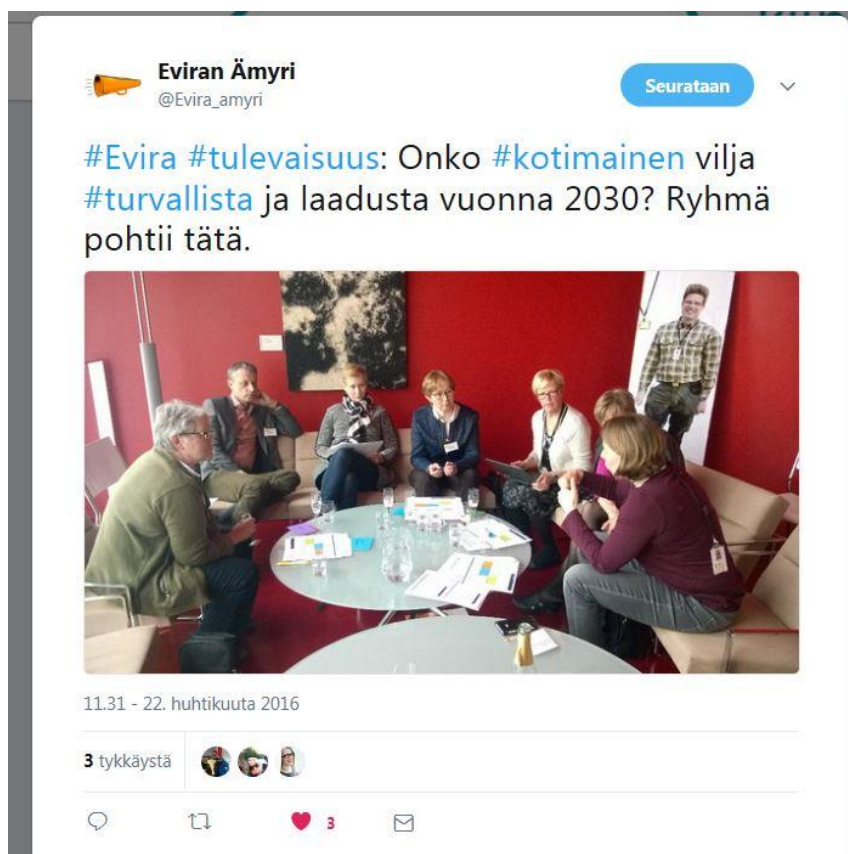 Eviran Ämyri
@Evira_amyri
Seurataan
#Evira #tulevaisuus: Onko #kotimainen vilja
#turvallista ja laadusta vuonna 2030? Ryhmä
pohtii tätä.
11.31 - 22. huhtikuuta 2016
3 tykkäystä
3